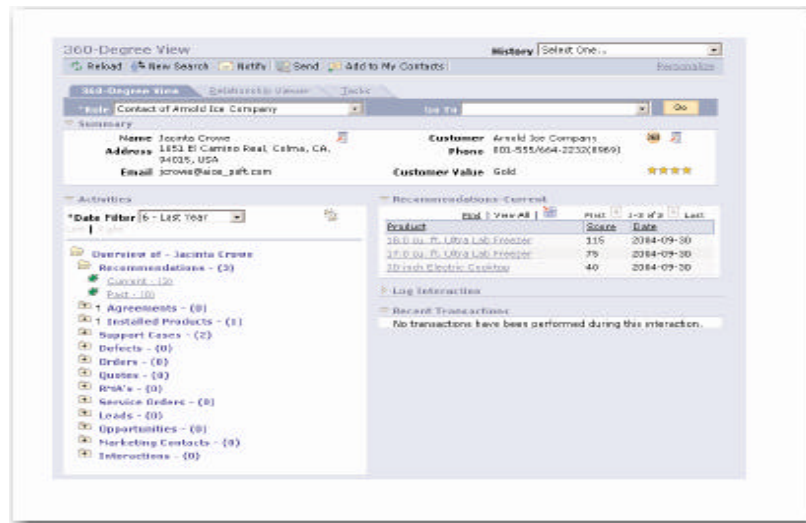 360-Degree View
History Select One...
Reload New Search Notify Send Add to My Contacts
Personalize
360-Degree View Relationship Viewer Tasks
*Role Contact of Arnold Ice Company Go To Go
Summary
Name Jacinta Crowe
Customer Arnold Ice Company
Address 1851 El Camino Real, Colma, CA, 94015, USA
Phone 801-555/664-2232(8969)
Email jcrowe@aice_psft.com
Customer Value Gold
Activities
*Date Filter 6 - Last Year
Overview of - Jacinta Crowe
Recommendations - (3)
Current - (3)
Past - (0)
Agreements - (0)
Installed Products - (1)
Support Cases - (2)
Defects - (0)
Orders - (0)
Quotes - (0)
RMA's - (0)
Service Orders - (0)
Leads - (0)
Opportunities - (0)
Marketing Contacts - (0)
Interactions - (0)
Recommendations-Current
Find | View All | First 1-3 of 3 Last
Product Score Date
cu. ft. Ultra Lab Freezer 115 2004-09-30
cu. ft. Ultra Lab Freezer 75 2004-09-30
30 inch Electric Cooktop 40 2004-09-30
Log Interaction
Recent Transactions
No transactions have been performed during this interaction.